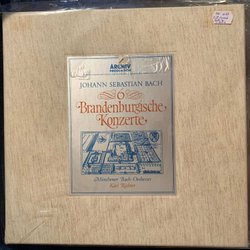 ARCHIV
PRODUKTION
JOHANN SEBASTIAN BACH
6
Brandenburgische
Konzerte
Münchener Bach-Orchester
Karl Richter